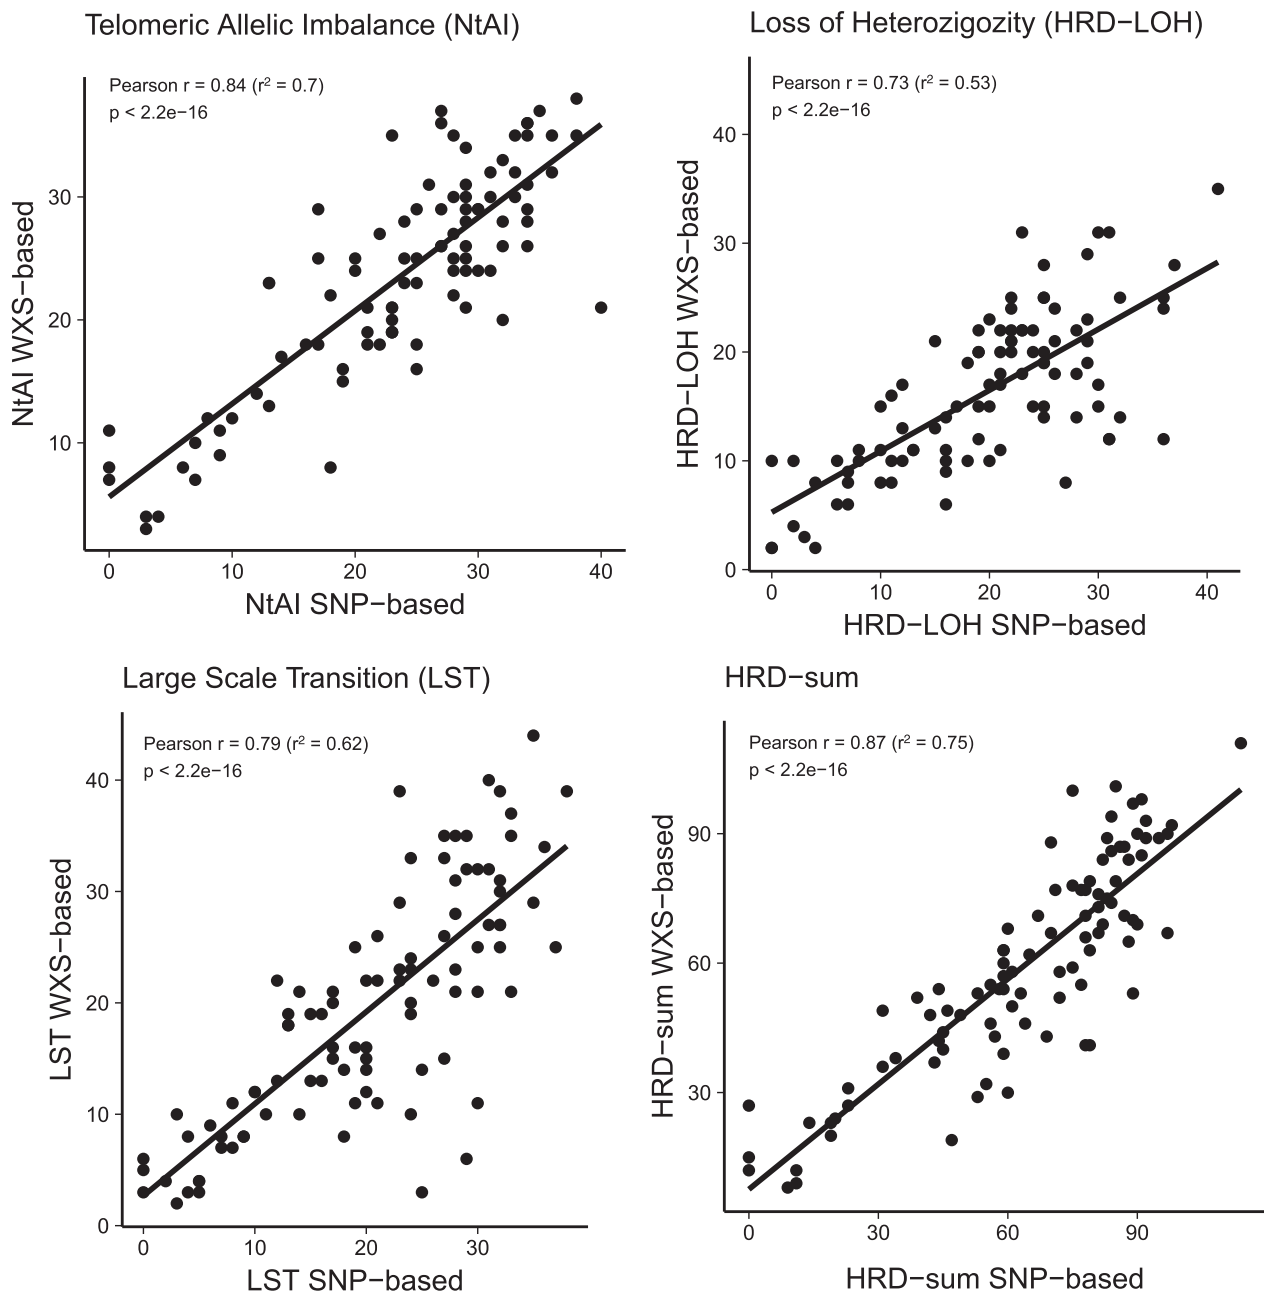 Telomeric Allelic Imbalance (NtAI)
Pearson r = 0.84 (r² = 0.7)
p < 2.2e−16
NtAI WXS−based
30
20
10
0 10 20 30 40
NtAI SNP−based
Loss of Heterozigozity (HRD−LOH)
Pearson r = 0.73 (r² = 0.53)
p < 2.2e−16
HRD−LOH WXS−based
40
30
20
10
0
0 10 20 30 40
HRD−LOH SNP−based
Large Scale Transition (LST)
Pearson r = 0.79 (r² = 0.62)
p < 2.2e−16
LST WXS−based
40
30
20
10
0
0 10 20 30
LST SNP−based
HRD−sum
Pearson r = 0.87 (r² = 0.75)
p < 2.2e−16
HRD−sum WXS−based
90
60
30
0 30 60 90
HRD−sum SNP−based